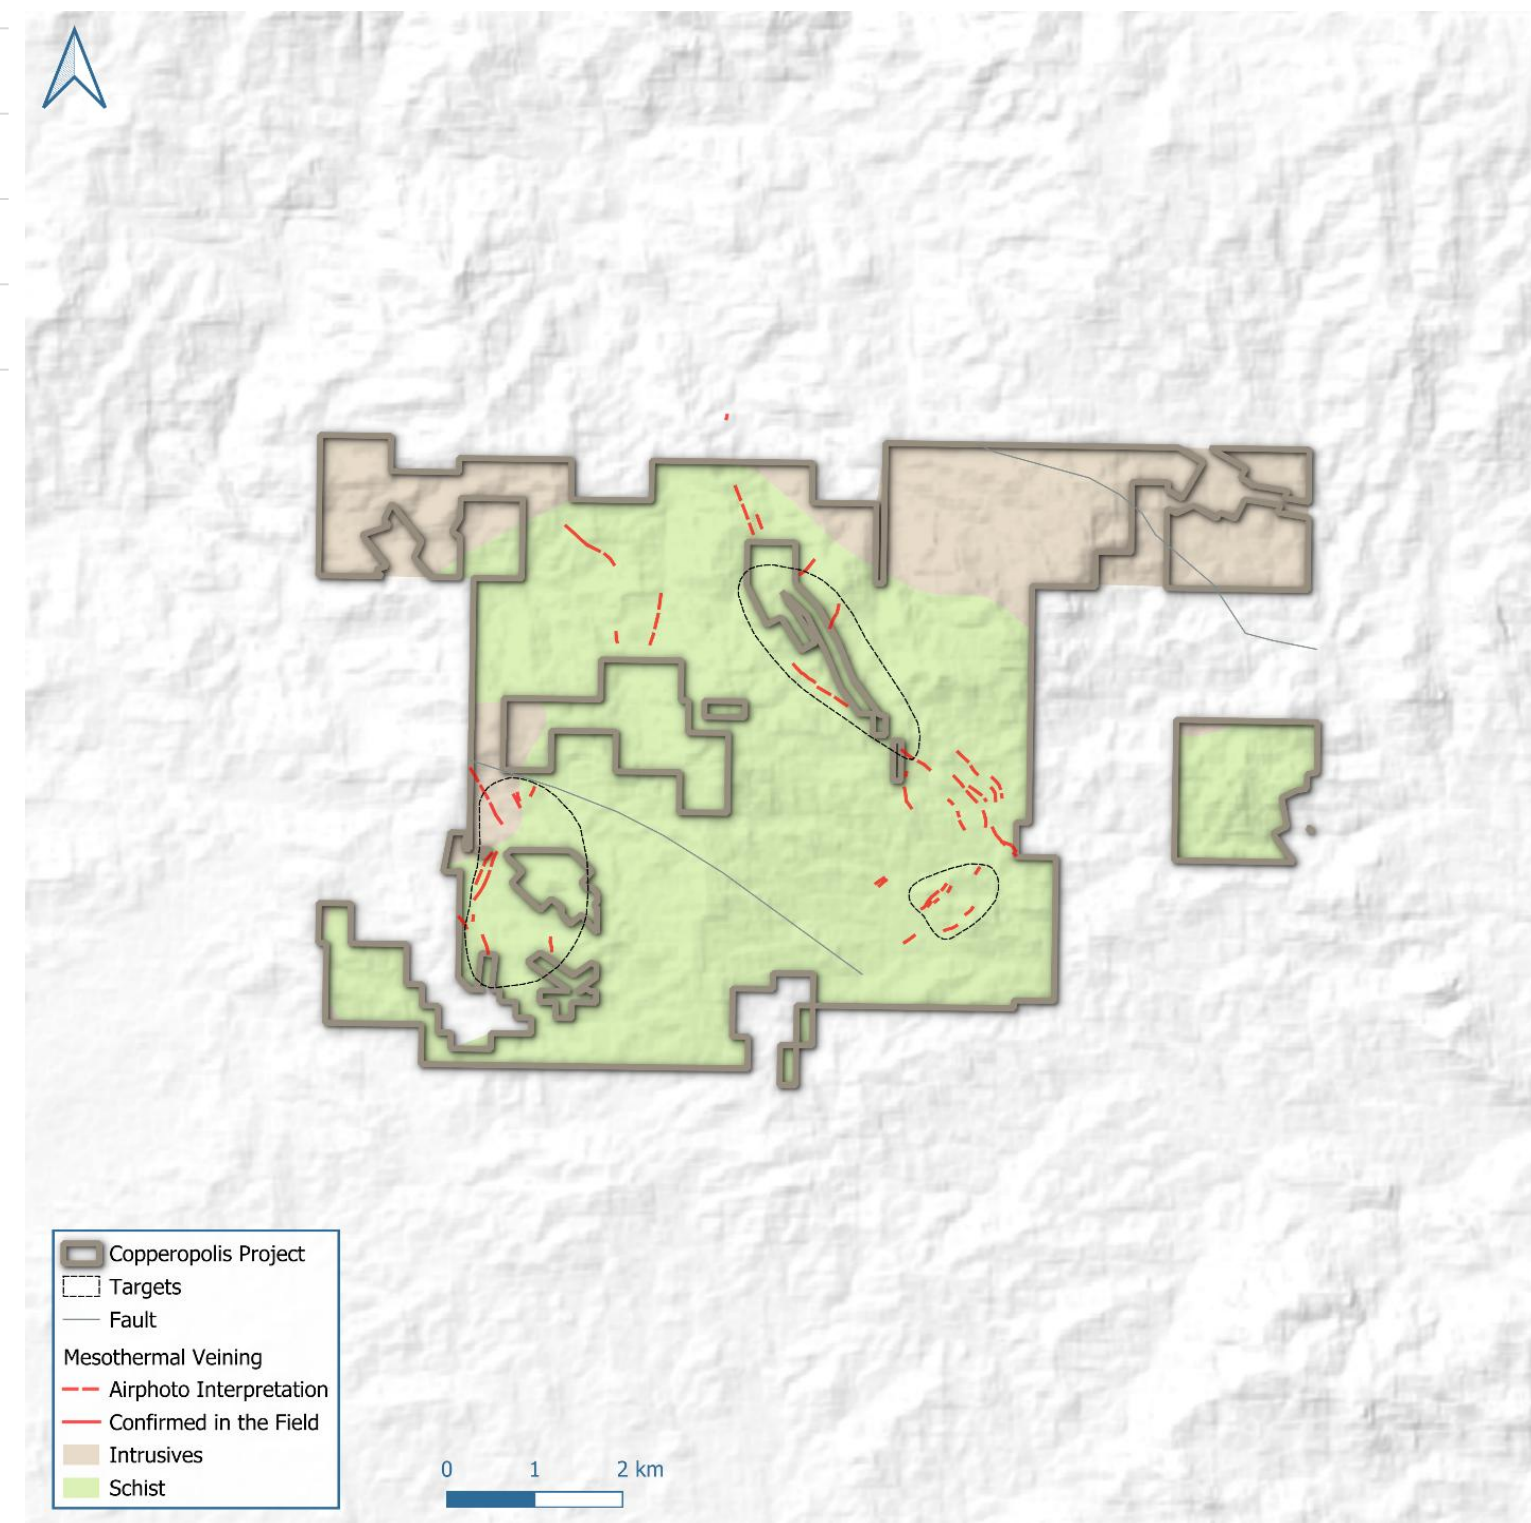 Copperopolis Project
Targets
Fault
Mesothermal Veining
Airphoto Interpretation
Confirmed in the Field
Intrusives
Schist
0 1 2 km